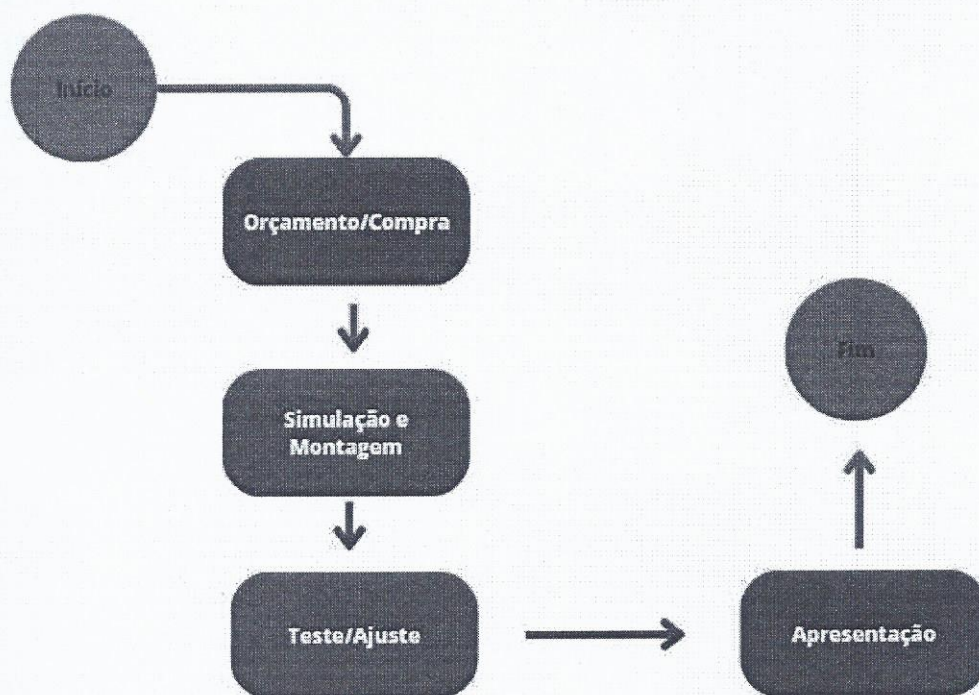 Início
Orçamento/Compra
Simulação e
Montagem
Teste/Ajuste
Apresentação
Fim